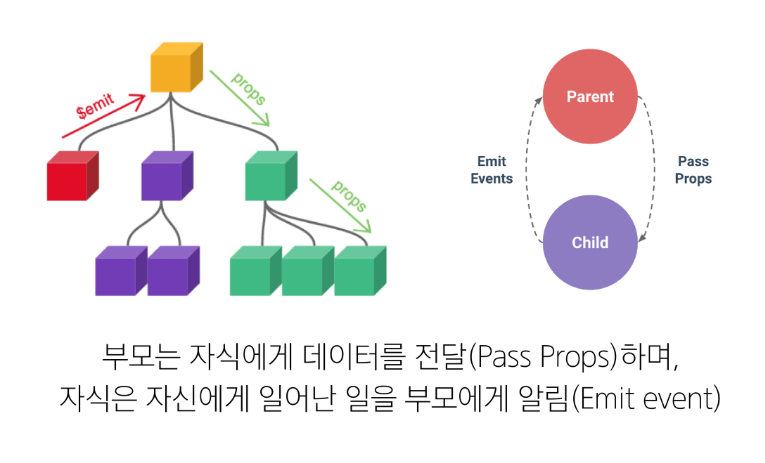 $emit
props
props
Parent
Emit
Events
Pass
Props
Child
부모는 자식에게 데이터를 전달(Pass Props)하며,
자식은 자신에게 일어난 일을 부모에게 알림(Emit event)